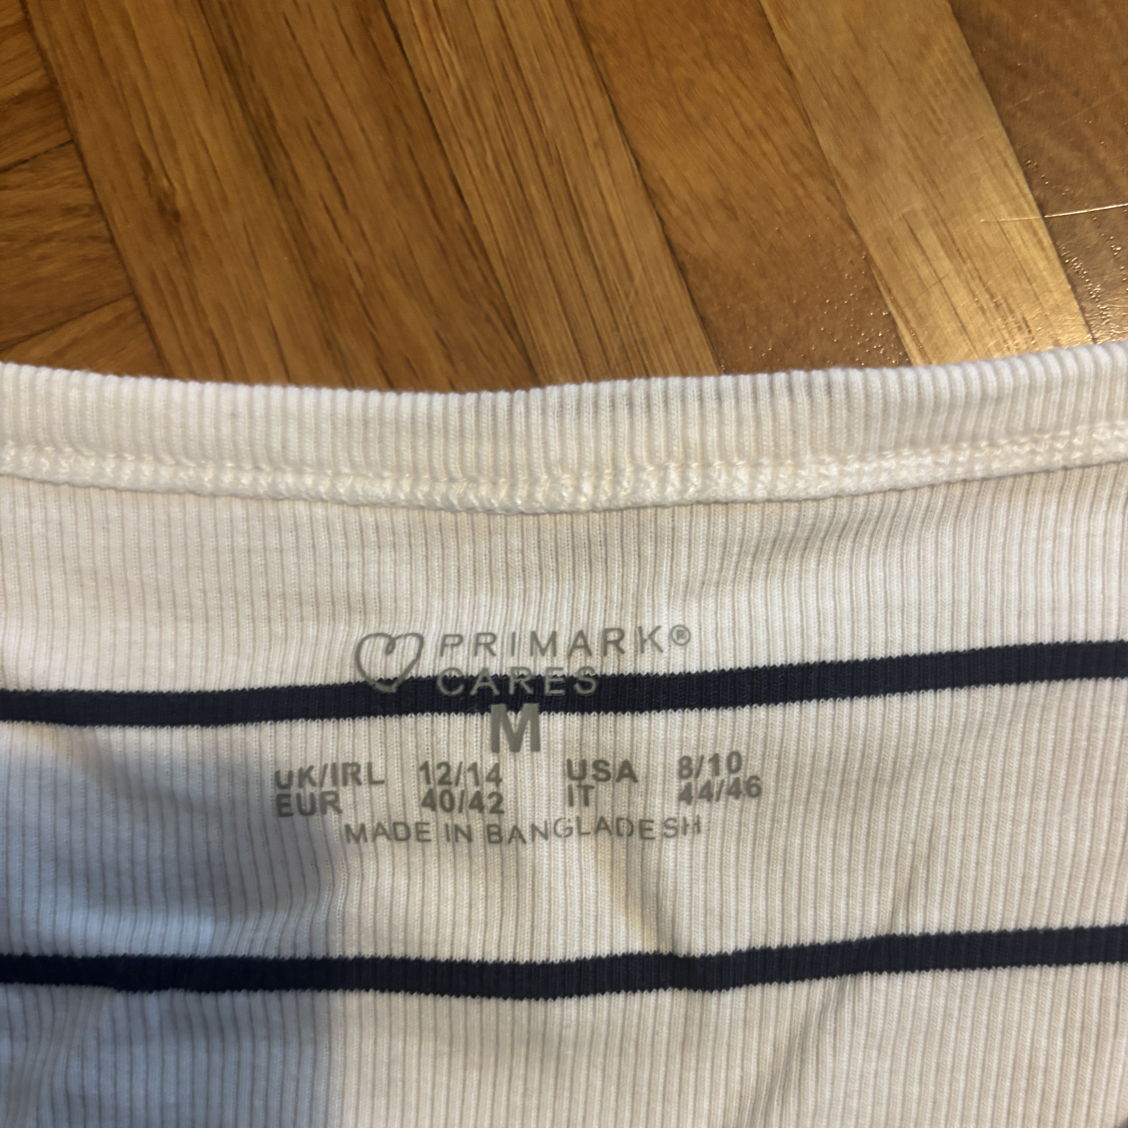 PRIMARK®
CARES
M
UK/IRL 12/14 USA 8/10
EUR 40/42 IT 44/46
MADE IN BANGLADESH